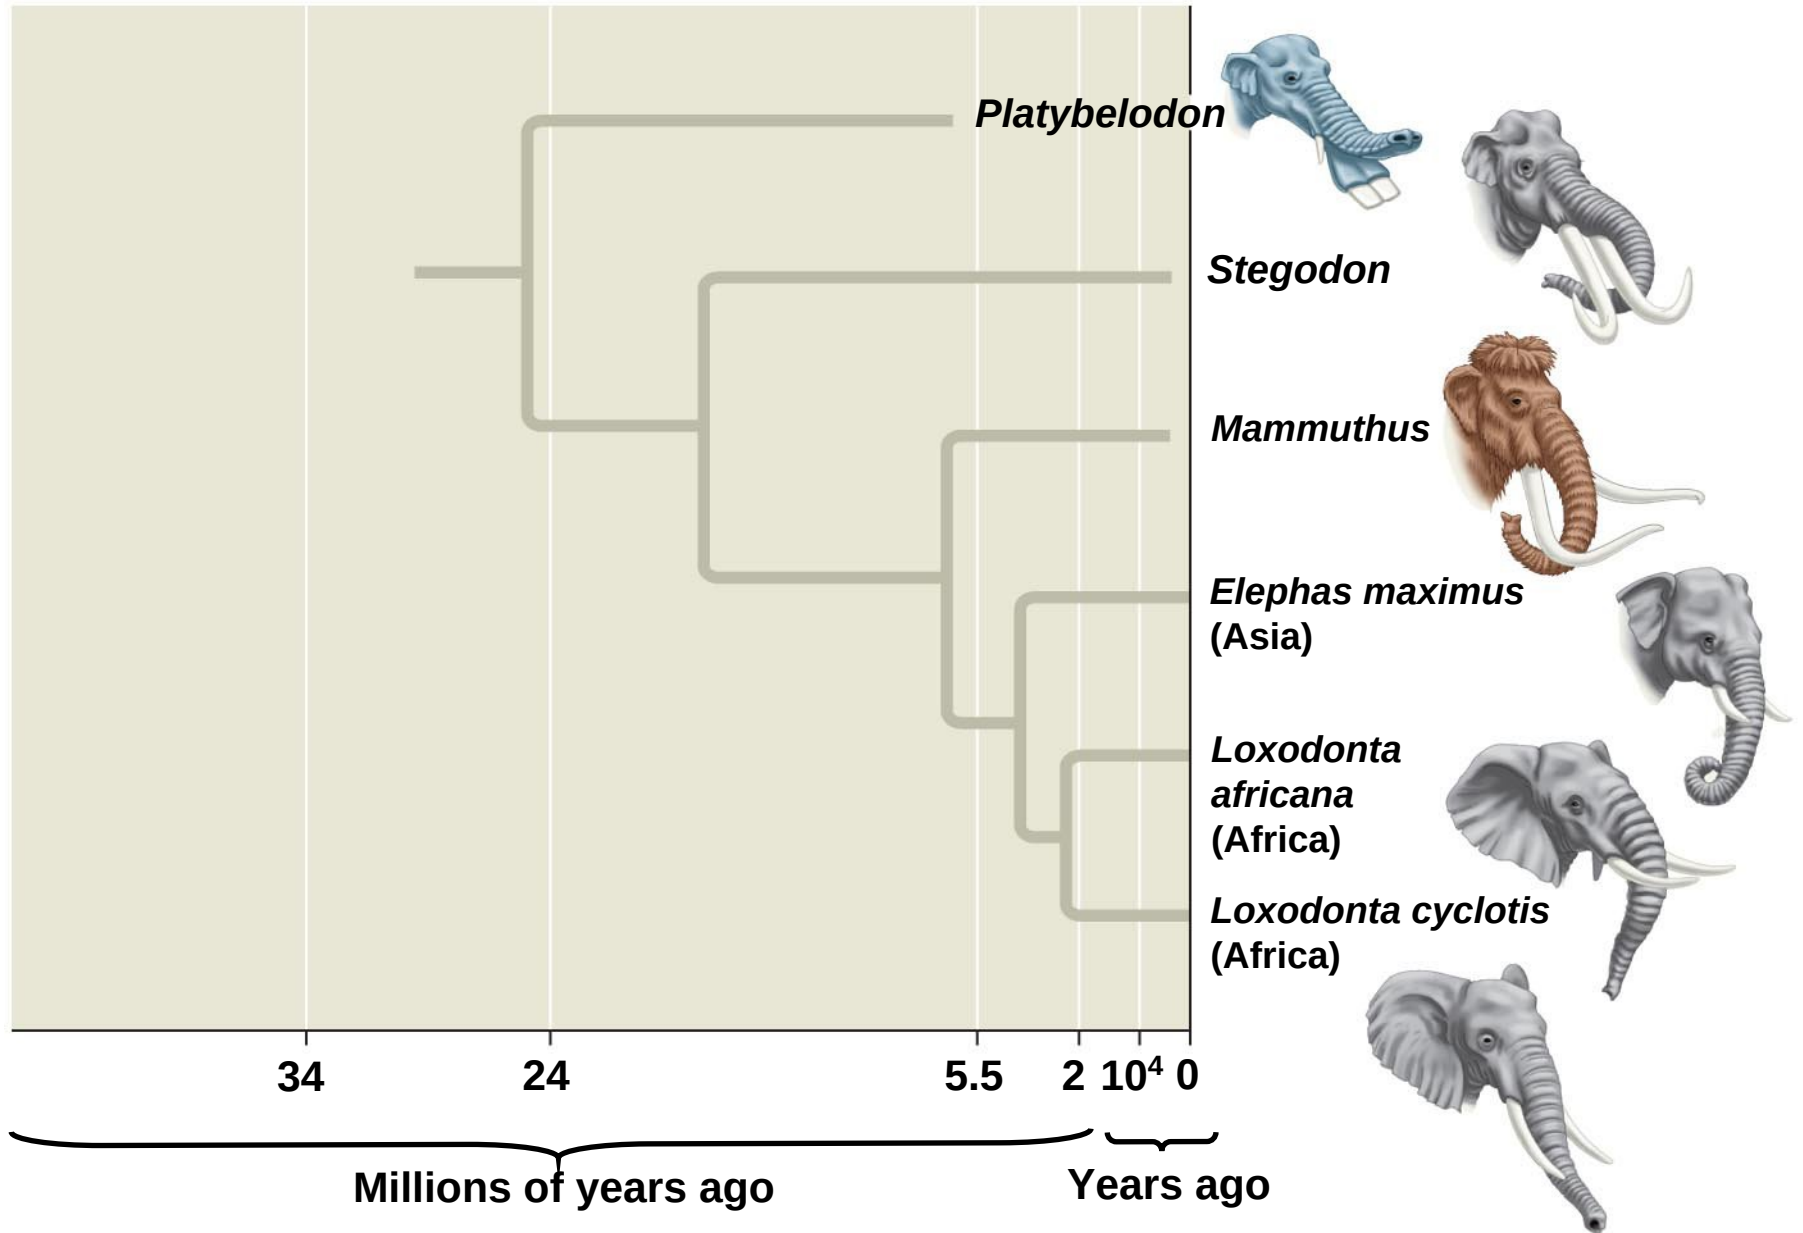 Platybelodon
Stegodon
Mammuthus
Elephas maximus
(Asia)
Loxodonta
africana
(Africa)
Loxodonta cyclotis
(Africa)
34 24 5.5 2 10⁴ 0
Millions of years ago Years ago